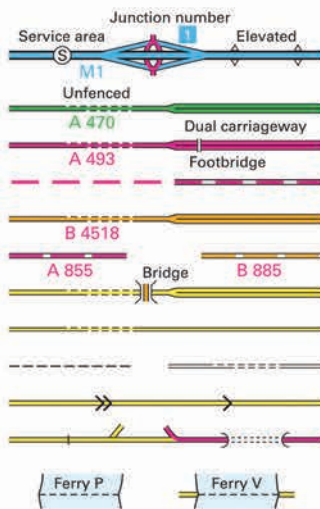 Junction number
Service area
1
Elevated
S
M1
Unfenced
A 470
Dual carriageway
A 493
Footbridge
B 4518
A 855
B 885
Bridge
Ferry P
Ferry V